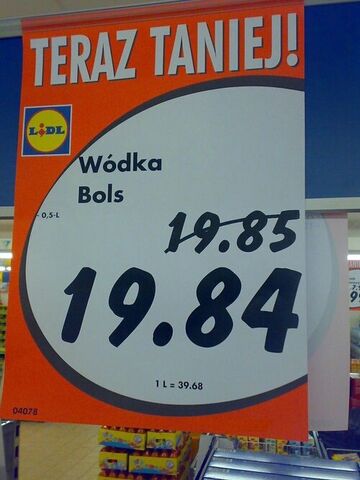 TERAZ TANIEJ!
LIDL
Wódka
Bols
0,5-L
19.85
19.84
1 L = 39.68
04078